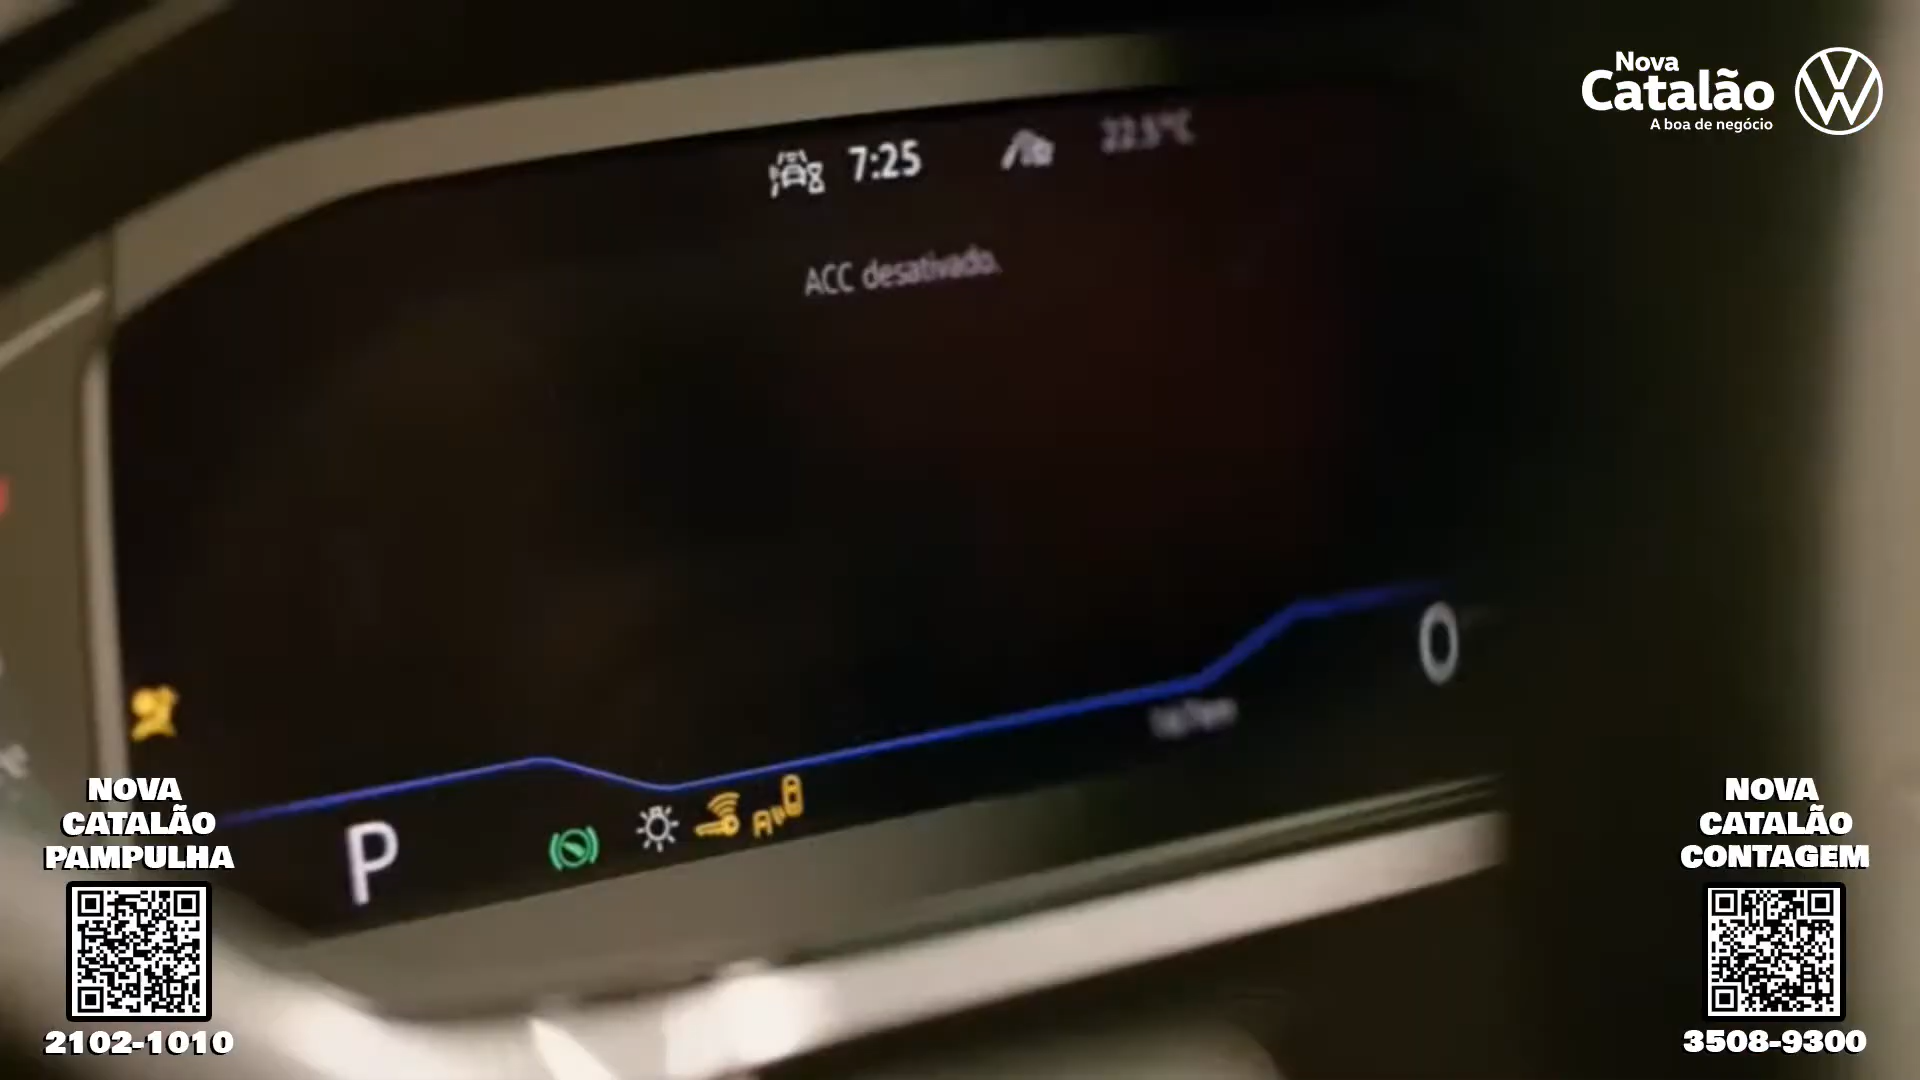 Nova
Catalão
A boa de negócio
7:25
22.5°C
ACC desativado.
0
P
NOVA
CATALÃO
PAMPULHA
2102-1010
NOVA
CATALÃO
CONTAGEM
3508-9300